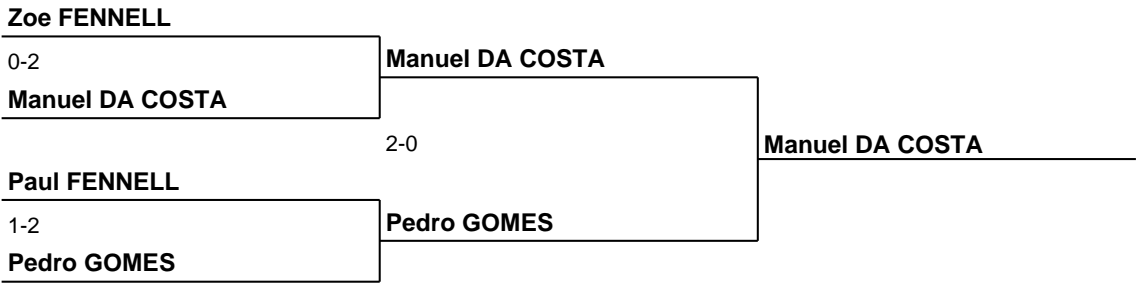 Zoe FENNELL
0-2
Manuel DA COSTA
Manuel DA COSTA
2-0
Manuel DA COSTA
Paul FENNELL
1-2
Pedro GOMES
Pedro GOMES